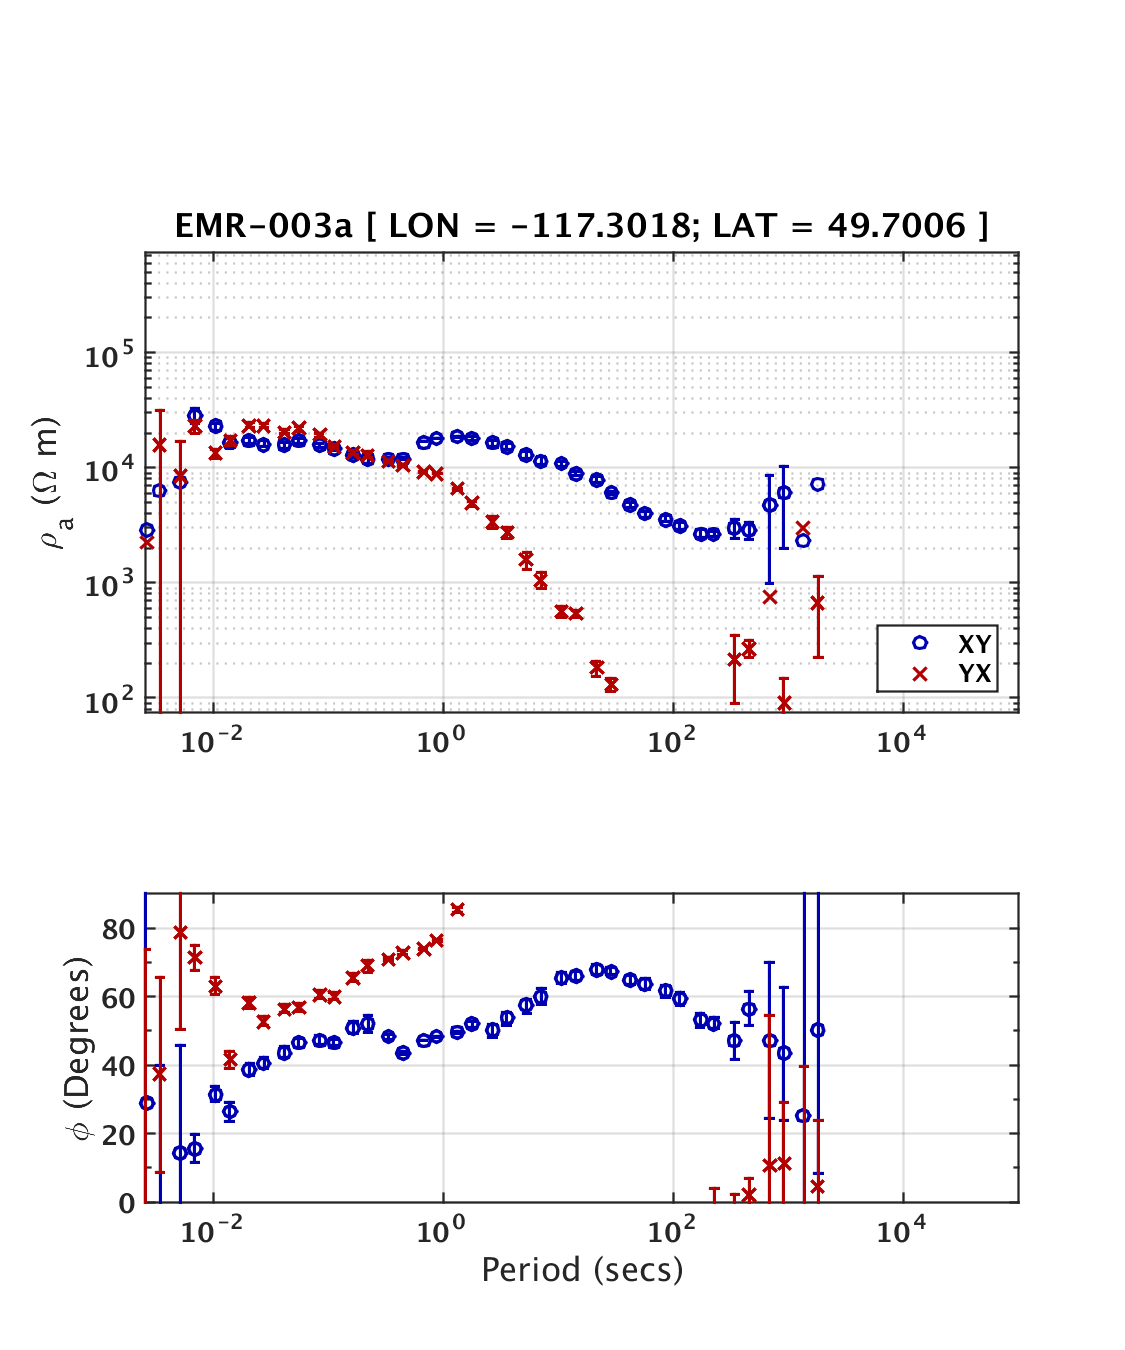 EMR-003a [ LON = -117.3018; LAT = 49.7006 ]
ρa (Ω m)
10^5
10^4
10^3
10^2
XY
YX
10^-2 10^0 10^2 10^4
φ (Degrees)
80
60
40
20
0
10^-2 10^0 10^2 10^4
Period (secs)